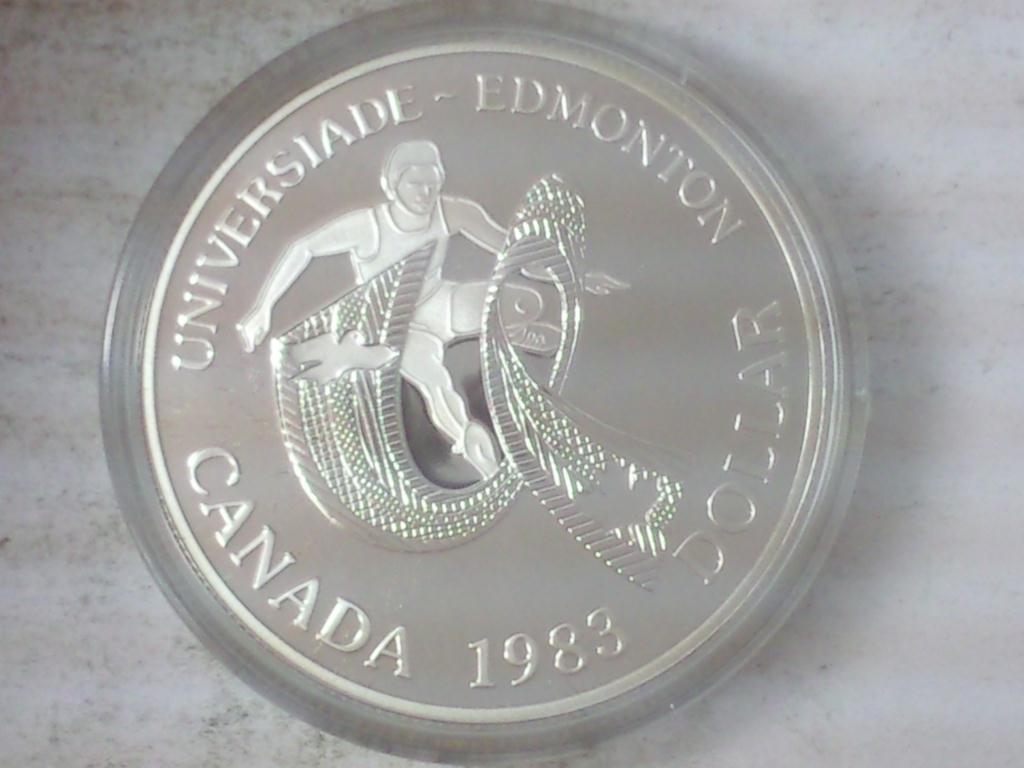 UNIVERSIADE - EDMONTON
CANADA 1983 DOLLAR